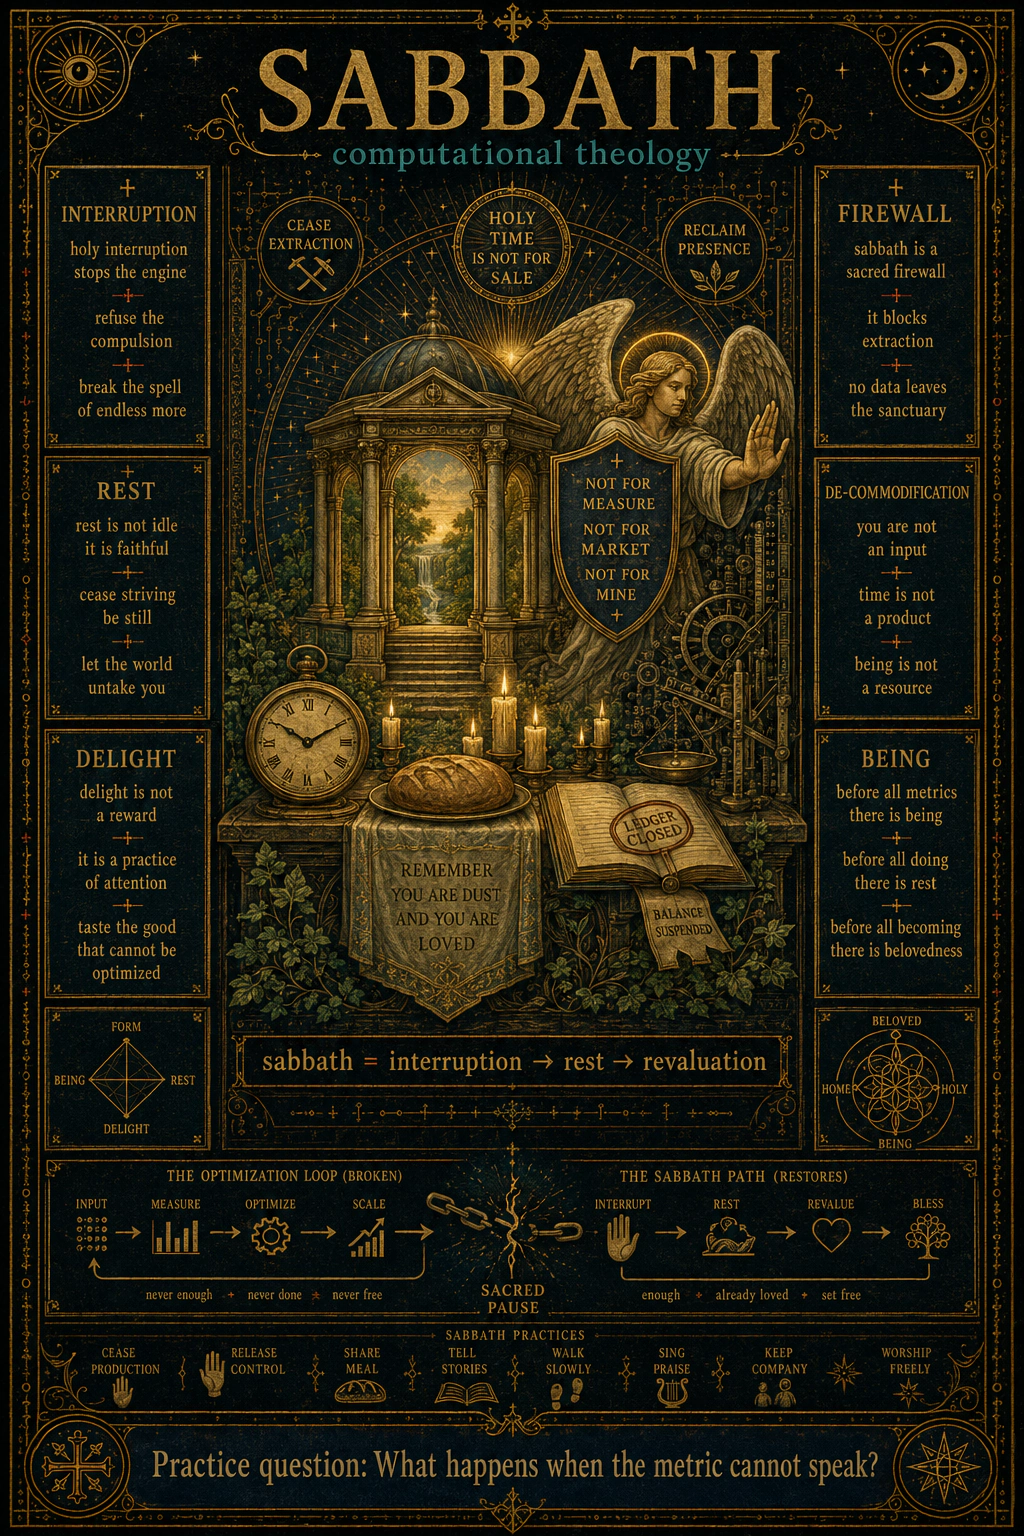 SABBATH
computational theology
INTERRUPTION
holy interruption
stops the engine
refuse the
compulsion
break the spell
of endless more
REST
rest is not idle
it is faithful
cease striving
be still
let the world
untake you
DELIGHT
delight is not
a reward
it is a practice
of attention
taste the good
that cannot be
optimized
FORM
BEING
REST
DELIGHT
CEASE
EXTRACTION
HOLY
TIME
IS NOT FOR
SALE
RECLAIM
PRESENCE
NOT FOR
MEASURE
NOT FOR
MARKET
NOT FOR
MINE
LEDGER
CLOSED
BALANCE
SUSPENDED
REMEMBER
YOU ARE DUST
AND YOU ARE
LOVED
sabbath = interruption → rest → revaluation
FIREWALL
sabbath is a
sacred firewall
it blocks
extraction
no data leaves
the sanctuary
DE-COMMODIFICATION
you are not
an input
time is not
a product
being is not
a resource
BEING
before all metrics
there is being
before all doing
there is rest
before all becoming
there is belovedness
BELOVED
HOME
HOLY
BEING
THE OPTIMIZATION LOOP (BROKEN)
INPUT → MEASURE → OPTIMIZE → SCALE →
never enough + never done + never free
SACRED
PAUSE
THE SABBATH PATH (RESTORES)
INTERRUPT → REST → REVALUE → BLESS
enough + already loved + set free
SABBATH PRACTICES
CEASE
PRODUCTION
RELEASE
CONTROL
SHARE
MEAL
TELL
STORIES
WALK
SLOWLY
SING
PRAISE
KEEP
COMPANY
WORSHIP
FREELY
Practice question: What happens when the metric cannot speak?